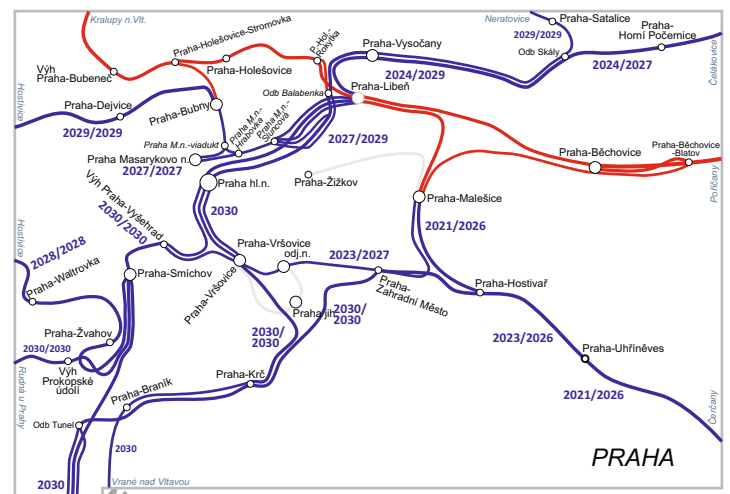 Kralupy n.Vlt.
Neratovice
Praha-Satalice
2029/2029
Praha-
Horní Počernice
Praha-Holešovice-Stromovka
P.-Hol.-
Rokytka
Praha-Vysočany
Odb Skály
Čelákovice
Výh
Praha-Bubeneč
Praha-Holešovice
2024/2029
2024/2027
Hostivice
Praha-Dejvice
Praha-Bubny
Odb Balabenka
Praha-Libeň
2029/2029
Praha M.n.-viadukt
Praha M.n.-
Hrabovka
Praha M.n.-
Sluncová
2027/2029
Praha Masarykovo n.
2027/2027
Praha-Běchovice
Praha-Běchovice
-Blatov
Poříčany
Praha hl.n.
Praha-Žižkov
Praha-Malešice
2030
2021/2026
Výh Praha-Vyšehrad
2030/2030
Hostivice
2028/2028
Praha-Waltrovka
Praha-Smíchov
Praha-Vršovice
Praha-Vršovice
odj.n.
2023/2027
Praha-
Zahradní Město
Praha-Hostivař
Praha jih
2030/
2030
2030/
2030
2023/2026
Praha-Žvahov
2030/2030
Výh
Prokopské
údolí
Praha-Uhříněves
2021/2026
Rudná u Prahy
Praha-Krč
Praha-Braník
Odb Tunel
Čerčany
2030
2030
Vrané nad Vltavou
PRAHA